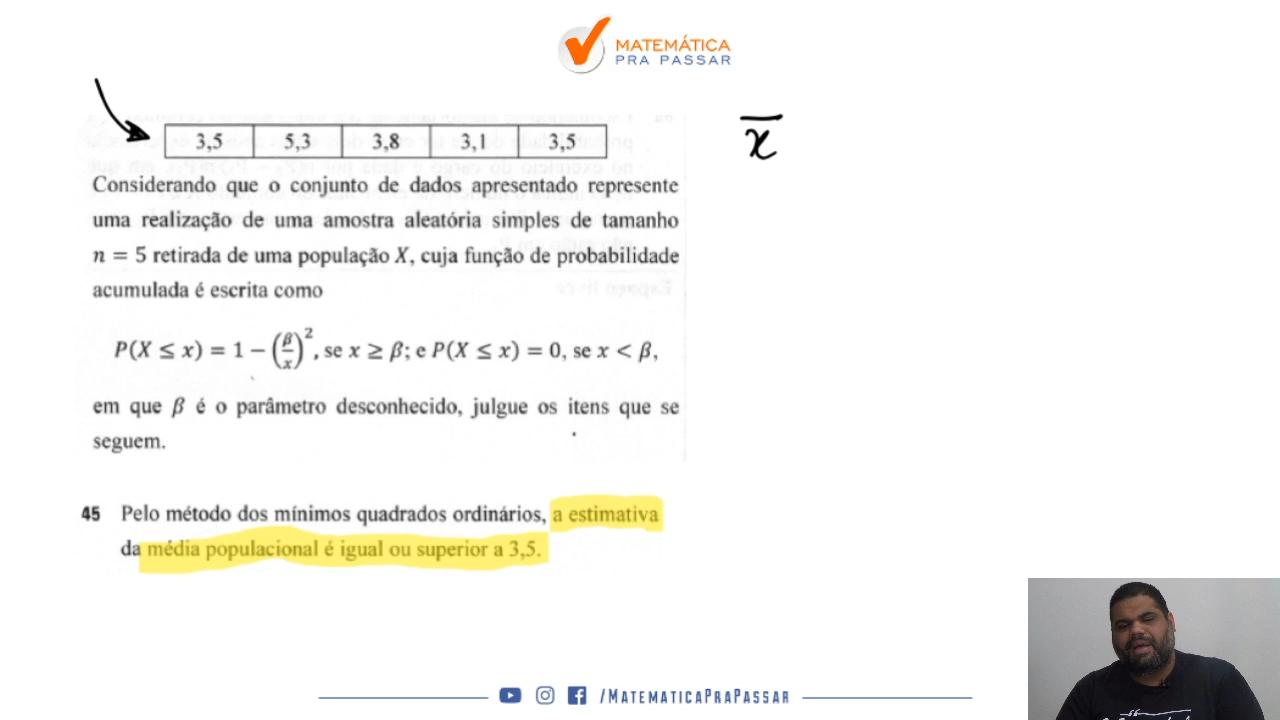 MATEMÁTICA
PRA PASSAR
x̄
3,5 5,3 3,8 3,1 3,5
Considerando que o conjunto de dados apresentado represente
uma realização de uma amostra aleatória simples de tamanho
n = 5 retirada de uma população X, cuja função de probabilidade
acumulada é escrita como
P(X ≤ x) = 1 − (β/x)², se x ≥ β; e P(X ≤ x) = 0, se x < β,
em que β é o parâmetro desconhecido, julgue os itens que se
seguem.
45 Pelo método dos mínimos quadrados ordinários, a estimativa
da média populacional é igual ou superior a 3,5.
/MATEMATICAPRAPASSAR